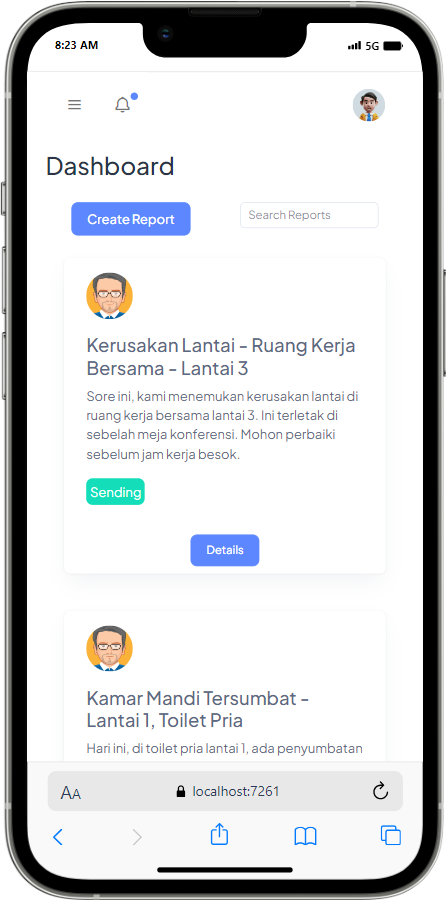 8:23 AM
5G
Dashboard
Create Report
Search Reports
Kerusakan Lantai - Ruang Kerja
Bersama - Lantai 3
Sore ini, kami menemukan kerusakan lantai di
ruang kerja bersama lantai 3. Ini terletak di
sebelah meja konferensi. Mohon perbaiki
sebelum jam kerja besok.
Sending
Details
Kamar Mandi Tersumbat -
Lantai 1, Toilet Pria
Hari ini, di toilet pria lantai 1, ada penyumbatan
AA
localhost:7261